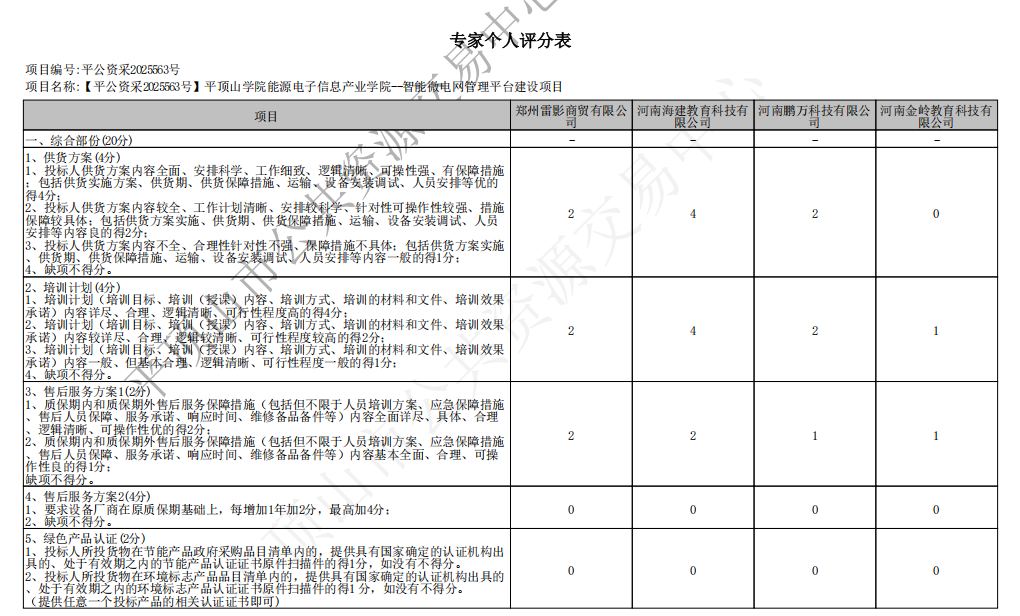 专家个人评分表
项目编号:平公资采2025563号
项目名称:【平公资采2025563号】平顶山学院能源电子信息产业学院--智能微电网管理平台建设项目
项目 郑州雷影商贸有限公司 河南海建教育科技有限公司 河南鹏万科技有限公司 河南金岭教育科技有限公司
一、综合部份(20分) - - - -
1、供货方案(4分)
1、投标人供货方案内容全面、安排科学、工作细致、逻辑清晰、可操性强、有保障措施
；包括供货实施方案、供货期、供货保障措施、运输、设备安装调试、人员安排等优的
得4分；
2、投标人供货方案内容较全、工作计划清晰、安排较科学、针对性可操作性较强、措施
保障较具体；包括供货方案实施、供货期、供货保障措施、运输、设备安装调试、人员
安排等内容良的得2分；
3、投标人供货方案内容不全、合理性针对性不强、保障措施不具体；包括供货方案实施
、供货期、供货保障措施、运输、设备安装调试、人员安排等内容一般的得1分；
4、缺项不得分。
2 4 2 0
2、培训计划(4分)
1、培训计划（培训目标、培训（授课）内容、培训方式、培训的材料和文件、培训效果
承诺）内容详尽、合理、逻辑清晰、可行性程度高的得4分；
2、培训计划（培训目标、培训（授课）内容、培训方式、培训的材料和文件、培训效果
承诺）内容较详尽、合理、逻辑较清晰、可行性程度较高的得2分；
3、培训计划（培训目标、培训（授课）内容、培训方式、培训的材料和文件、培训效果
承诺）内容一般、但基本合理、逻辑清晰、可行性程度一般的得1分；
4、缺项不得分。
2 4 2 1
3、售后服务方案1(2分)
1、质保期内和质保期外售后服务保障措施（包括但不限于人员培训方案、应急保障措施
、售后人员保障、服务承诺、响应时间、维修备品备件等）内容全面详尽、具体、合理
、逻辑清晰、可操作性优的得2分；
2、质保期内和质保期外售后服务保障措施（包括但不限于人员培训方案、应急保障措施
、售后人员保障、服务承诺、响应时间、维修备品备件等）内容基本全面、合理、可操
作性良的得1分；
缺项不得分。
2 2 1 1
4、售后服务方案2(4分)
1、要求设备厂商在原质保期基础上，每增加1年加2分，最高加4分；
2、缺项不得分。
0 0 0 0
5、绿色产品认证(2分)
1、投标人所投货物在节能产品政府采购品目清单内的，提供具有国家确定的认证机构出
具的、处于有效期之内的节能产品认证证书原件扫描件的得1分，如没有不得分。
2、投标人所投货物在环境标志产品品目清单内的，提供具有国家确定的认证机构出具的
、处于有效期之内的环境标志产品认证证书原件扫描件的得1 分，如没有不得分。
（提供任意一个投标产品的相关认证证书即可)
0 0 0 0
平顶山市公共资源交易中心
顶山市公共资源交易中心